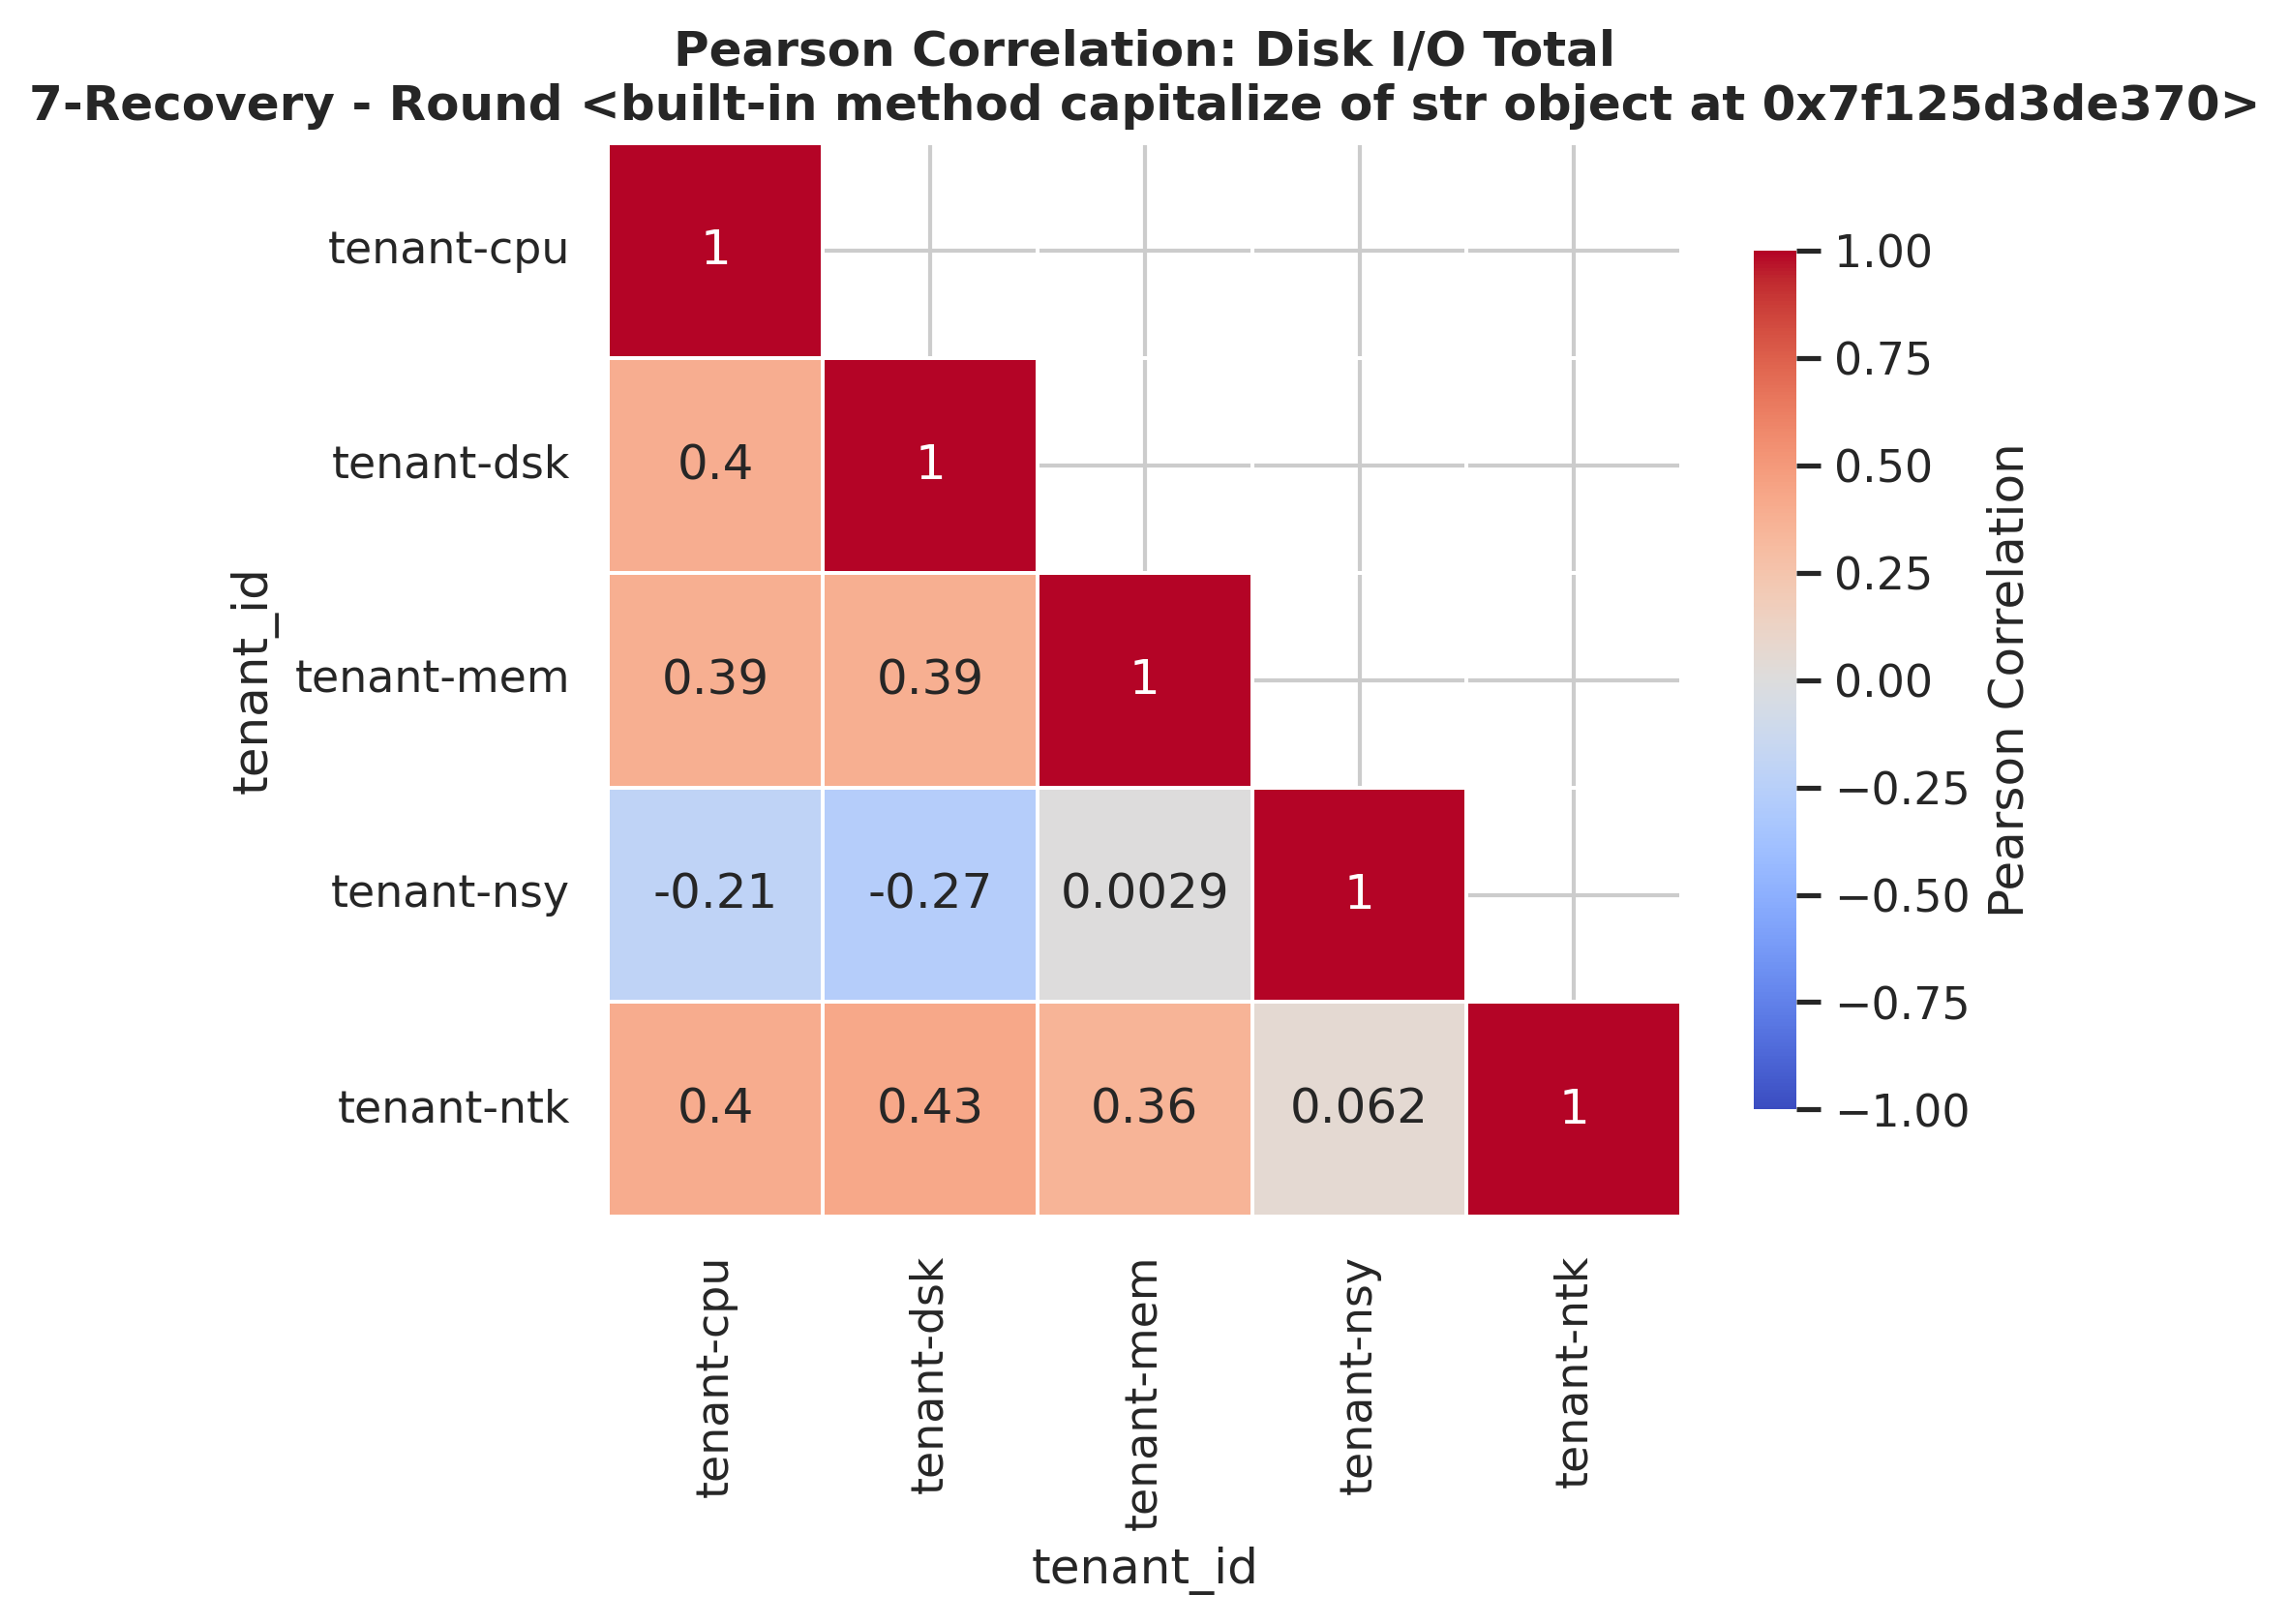 Pearson Correlation: Disk I/O Total
7-Recovery - Round <built-in method capitalize of str object at 0x7f125d3de370>
tenant_id
tenant-cpu
1
tenant-dsk
0.4
1
tenant-mem
0.39
0.39
1
tenant-nsy
-0.21
-0.27
0.0029
1
tenant-ntk
0.4
0.43
0.36
0.062
1
tenant-cpu
tenant-dsk
tenant-mem
tenant-nsy
tenant-ntk
tenant_id
1.00
0.75
0.50
0.25
0.00
−0.25
−0.50
−0.75
−1.00
Pearson Correlation